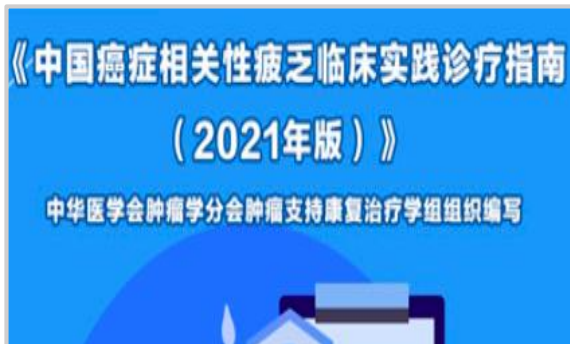 《中国癌症相关性疲乏临床实践诊疗指南
（2021年版）》
中华医学会肿瘤学分会肿瘤支持康复治疗学组组织编写